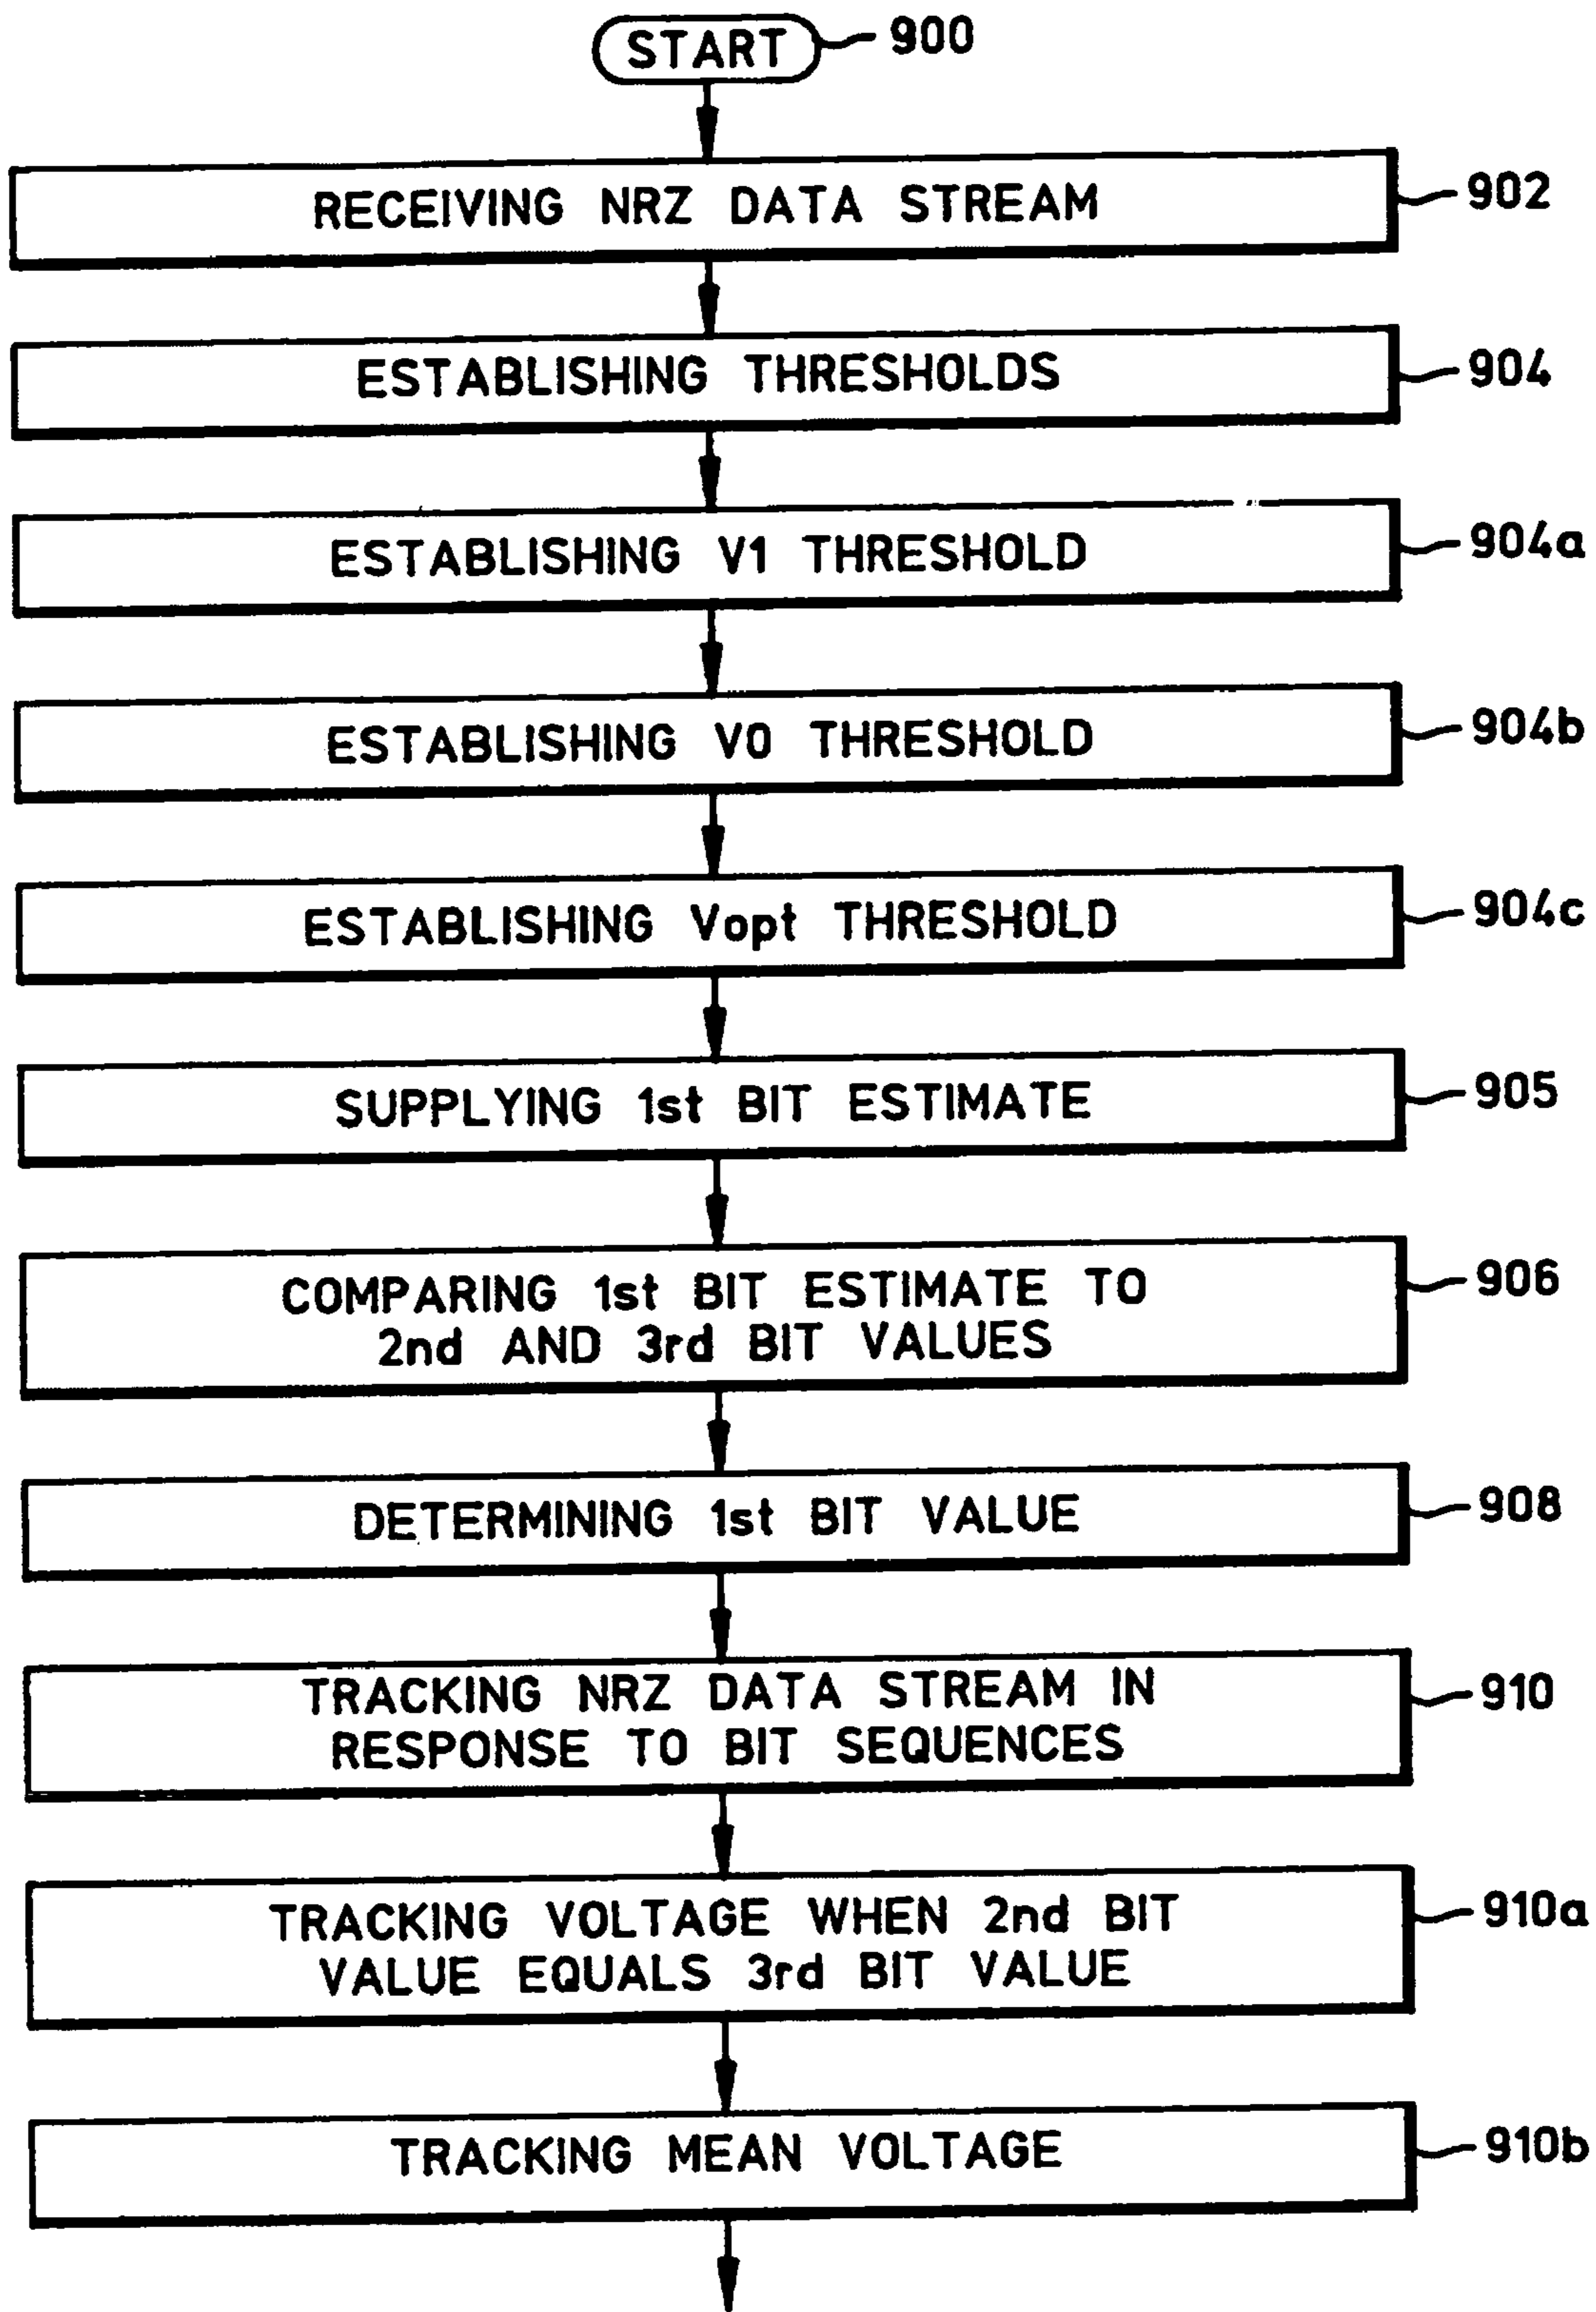 START 900
RECEIVING NRZ DATA STREAM 902
ESTABLISHING THRESHOLDS 904
ESTABLISHING V1 THRESHOLD 904a
ESTABLISHING V0 THRESHOLD 904b
ESTABLISHING Vopt THRESHOLD 904c
SUPPLYING 1st BIT ESTIMATE 905
COMPARING 1st BIT ESTIMATE TO 906
2nd AND 3rd BIT VALUES
DETERMINING 1st BIT VALUE 908
TRACKING NRZ DATA STREAM IN 910
RESPONSE TO BIT SEQUENCES
TRACKING VOLTAGE WHEN 2nd BIT 910a
VALUE EQUALS 3rd BIT VALUE
TRACKING MEAN VOLTAGE 910b